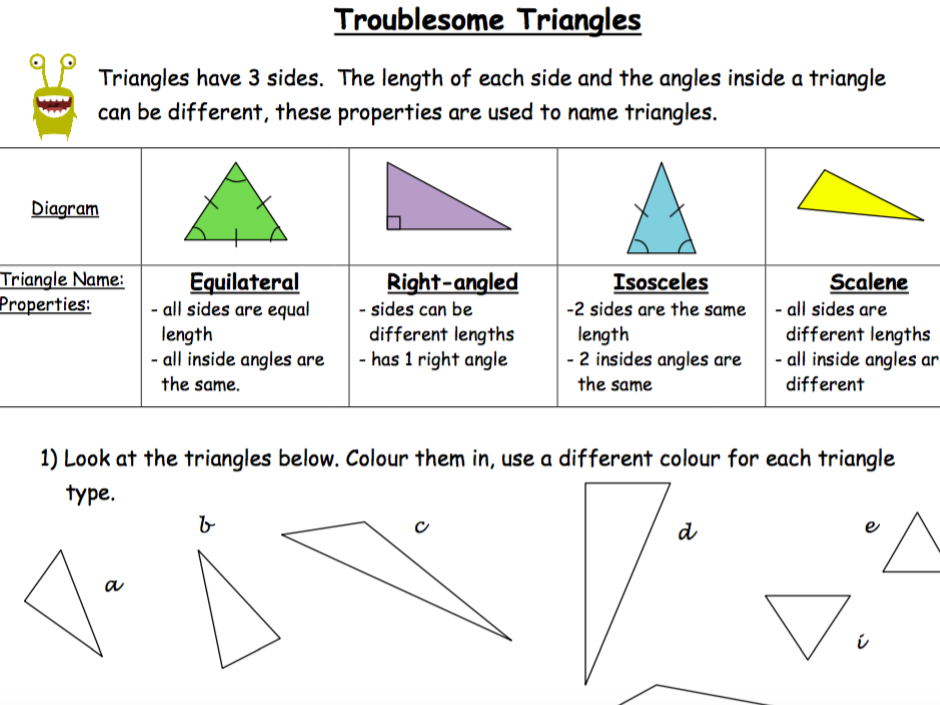 Troublesome Triangles
Triangles have 3 sides. The length of each side and the angles inside a triangle
can be different, these properties are used to name triangles.
Diagram
Triangle Name:
Properties:
Equilateral
- all sides are equal
length
- all inside angles are
the same.
Right-angled
- sides can be
different lengths
- has 1 right angle
Isosceles
-2 sides are the same
length
- 2 insides angles are
the same
Scalene
- all sides are
different lengths
- all inside angles ar
different
1) Look at the triangles below. Colour them in, use a different colour for each triangle
type.
a
b
c
d
e
i